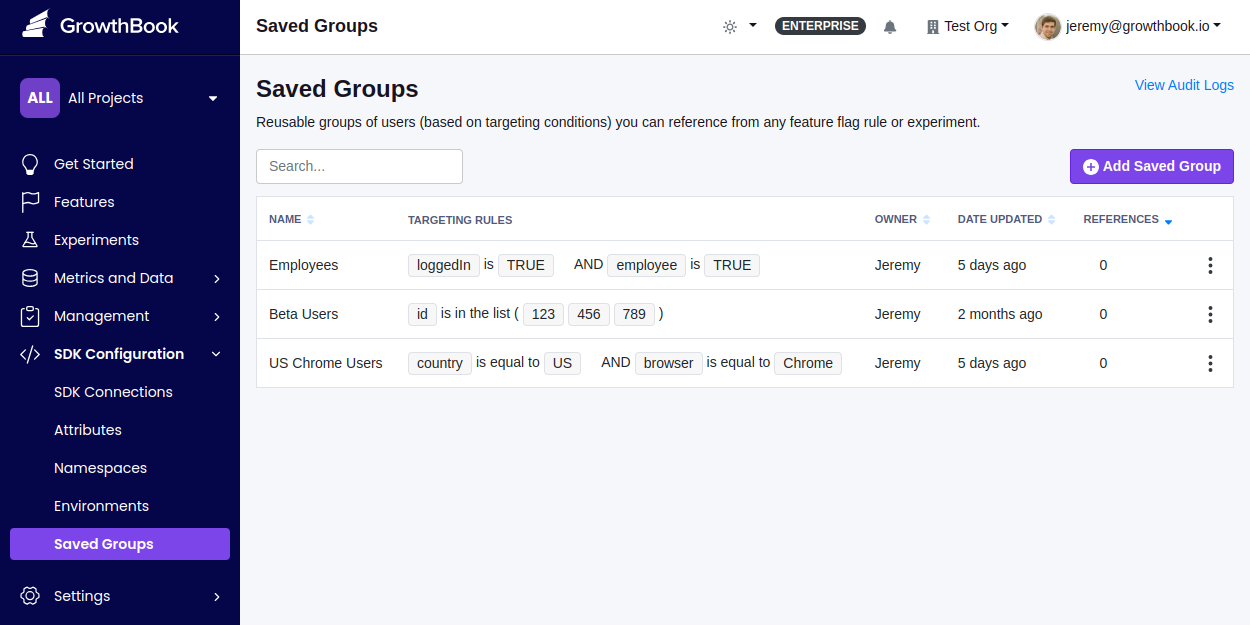 GrowthBook
Saved Groups
ENTERPRISE
Test Org
jeremy@growthbook.io
ALL All Projects
Get Started
Features
Experiments
Metrics and Data
Management
SDK Configuration
SDK Connections
Attributes
Namespaces
Environments
Saved Groups
Settings
Saved Groups
View Audit Logs
Reusable groups of users (based on targeting conditions) you can reference from any feature flag rule or experiment.
Search...
Add Saved Group
NAME TARGETING RULES OWNER DATE UPDATED REFERENCES
Employees loggedIn is TRUE AND employee is TRUE Jeremy 5 days ago 0
Beta Users id is in the list ( 123 456 789 ) Jeremy 2 months ago 0
US Chrome Users country is equal to US AND browser is equal to Chrome Jeremy 5 days ago 0